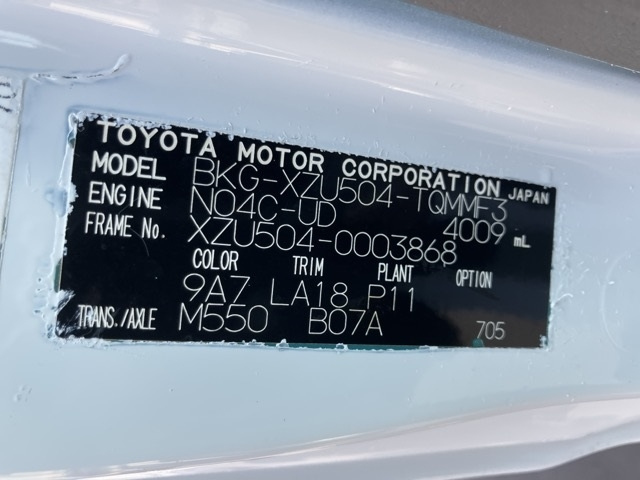 TOYOTA MOTOR CORPORATION JAPAN
MODEL BKG-XZU504-TQMMF3
ENGINE N04C-UD 4009 mL
FRAME No. XZU504-0003868
COLOR TRIM PLANT OPTION
9A7 LA18 P11
TRANS./AXLE M550 B07A 705